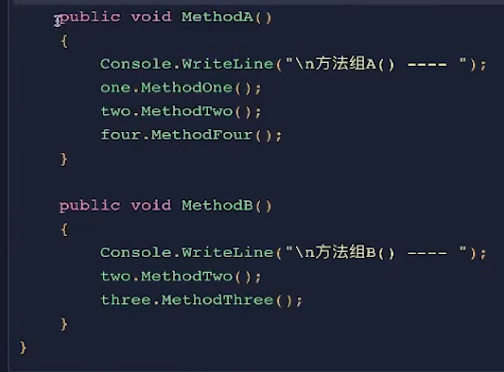 public void MethodA()
{
Console.WriteLine("\n方法组A() ---- ");
one.MethodOne();
two.MethodTwo();
four.MethodFour();
}
public void MethodB()
{
Console.WriteLine("\n方法组B() ---- ");
two.MethodTwo();
three.MethodThree();
}
}